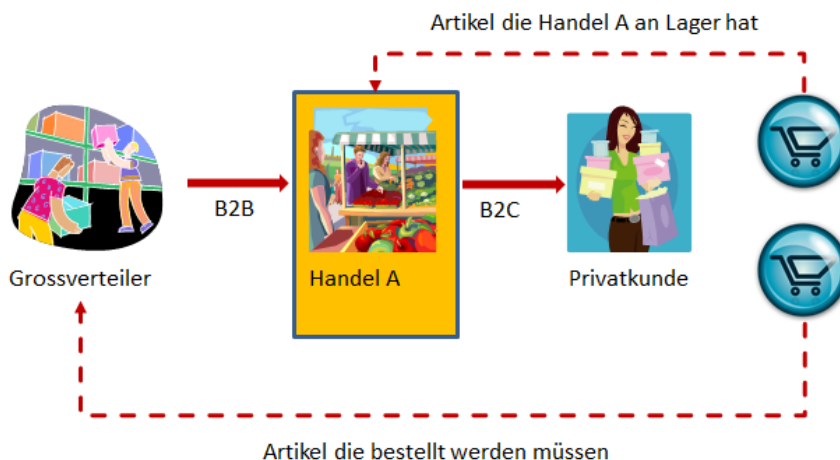 Artikel die Handel A an Lager hat
B2B
B2C
Grossverteiler
Handel A
Privatkunde
Artikel die bestellt werden müssen